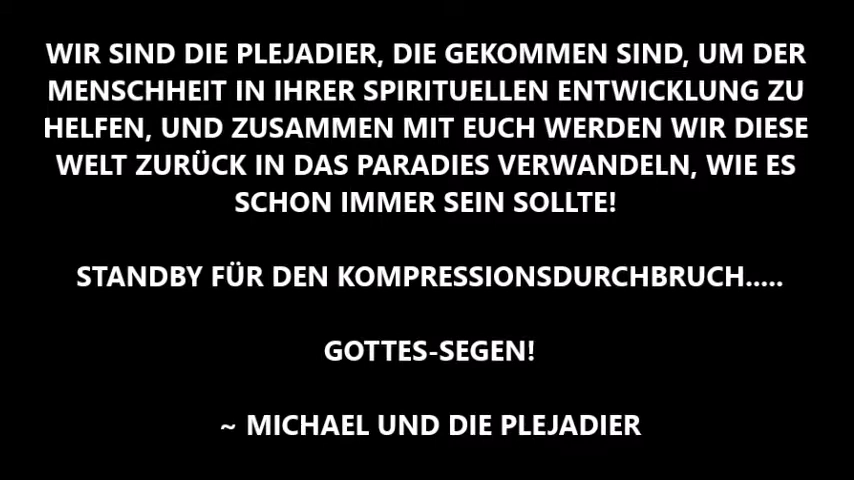 WIR SIND DIE PLEJADIER, DIE GEKOMMEN SIND, UM DER
MENSCHHEIT IN IHRER SPIRITUELLEN ENTWICKLUNG ZU
HELFEN, UND ZUSAMMEN MIT EUCH WERDEN WIR DIESE
WELT ZURÜCK IN DAS PARADIES VERWANDELN, WIE ES
SCHON IMMER SEIN SOLLTE!
STANDBY FÜR DEN KOMPRESSIONSDURCHBRUCH.....
GOTTES-SEGEN!
~ MICHAEL UND DIE PLEJADIER